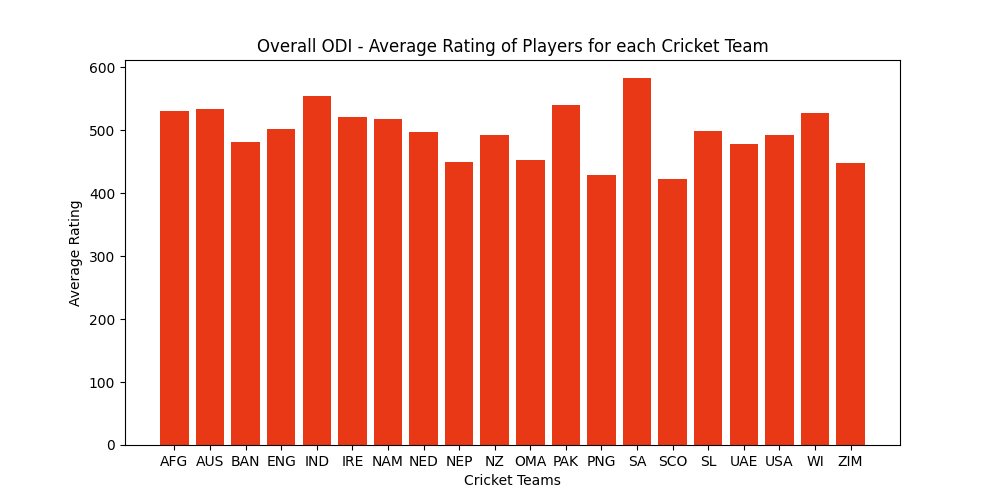 Overall ODI - Average Rating of Players for each Cricket Team
600
500
400
300
200
100
0
Average Rating
AFG AUS BAN ENG IND IRE NAM NED NEP NZ OMA PAK PNG SA SCO SL UAE USA WI ZIM
Cricket Teams